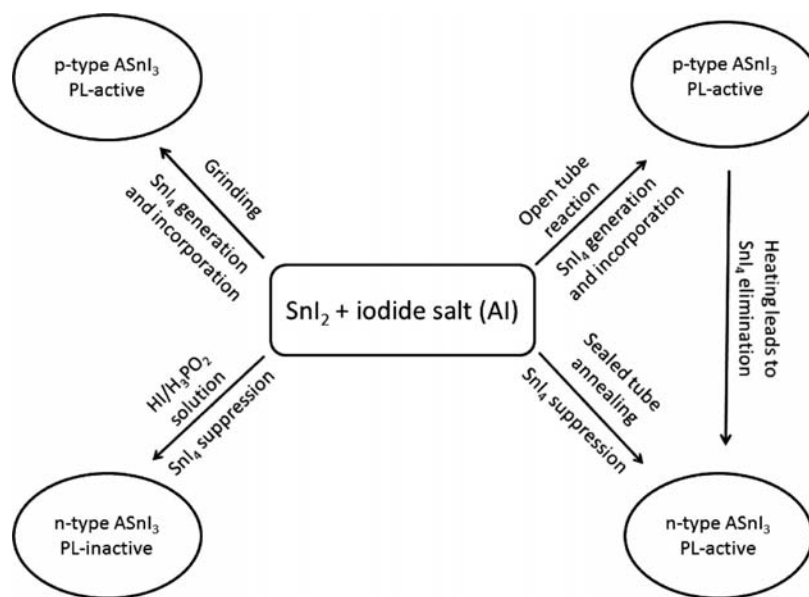 p-type ASnI₃
PL-active
p-type ASnI₃
PL-active
Grinding
SnI₄ generation
and incorporation
Open tube
reaction
SnI₄ generation
and incorporation
Heating leads to
SnI₄ elimination
SnI₂ + iodide salt (AI)
HI/H₃PO₂
solution
SnI₄ suppression
Sealed tube
annealing
SnI₄ suppression
n-type ASnI₃
PL-inactive
n-type ASnI₃
PL-active